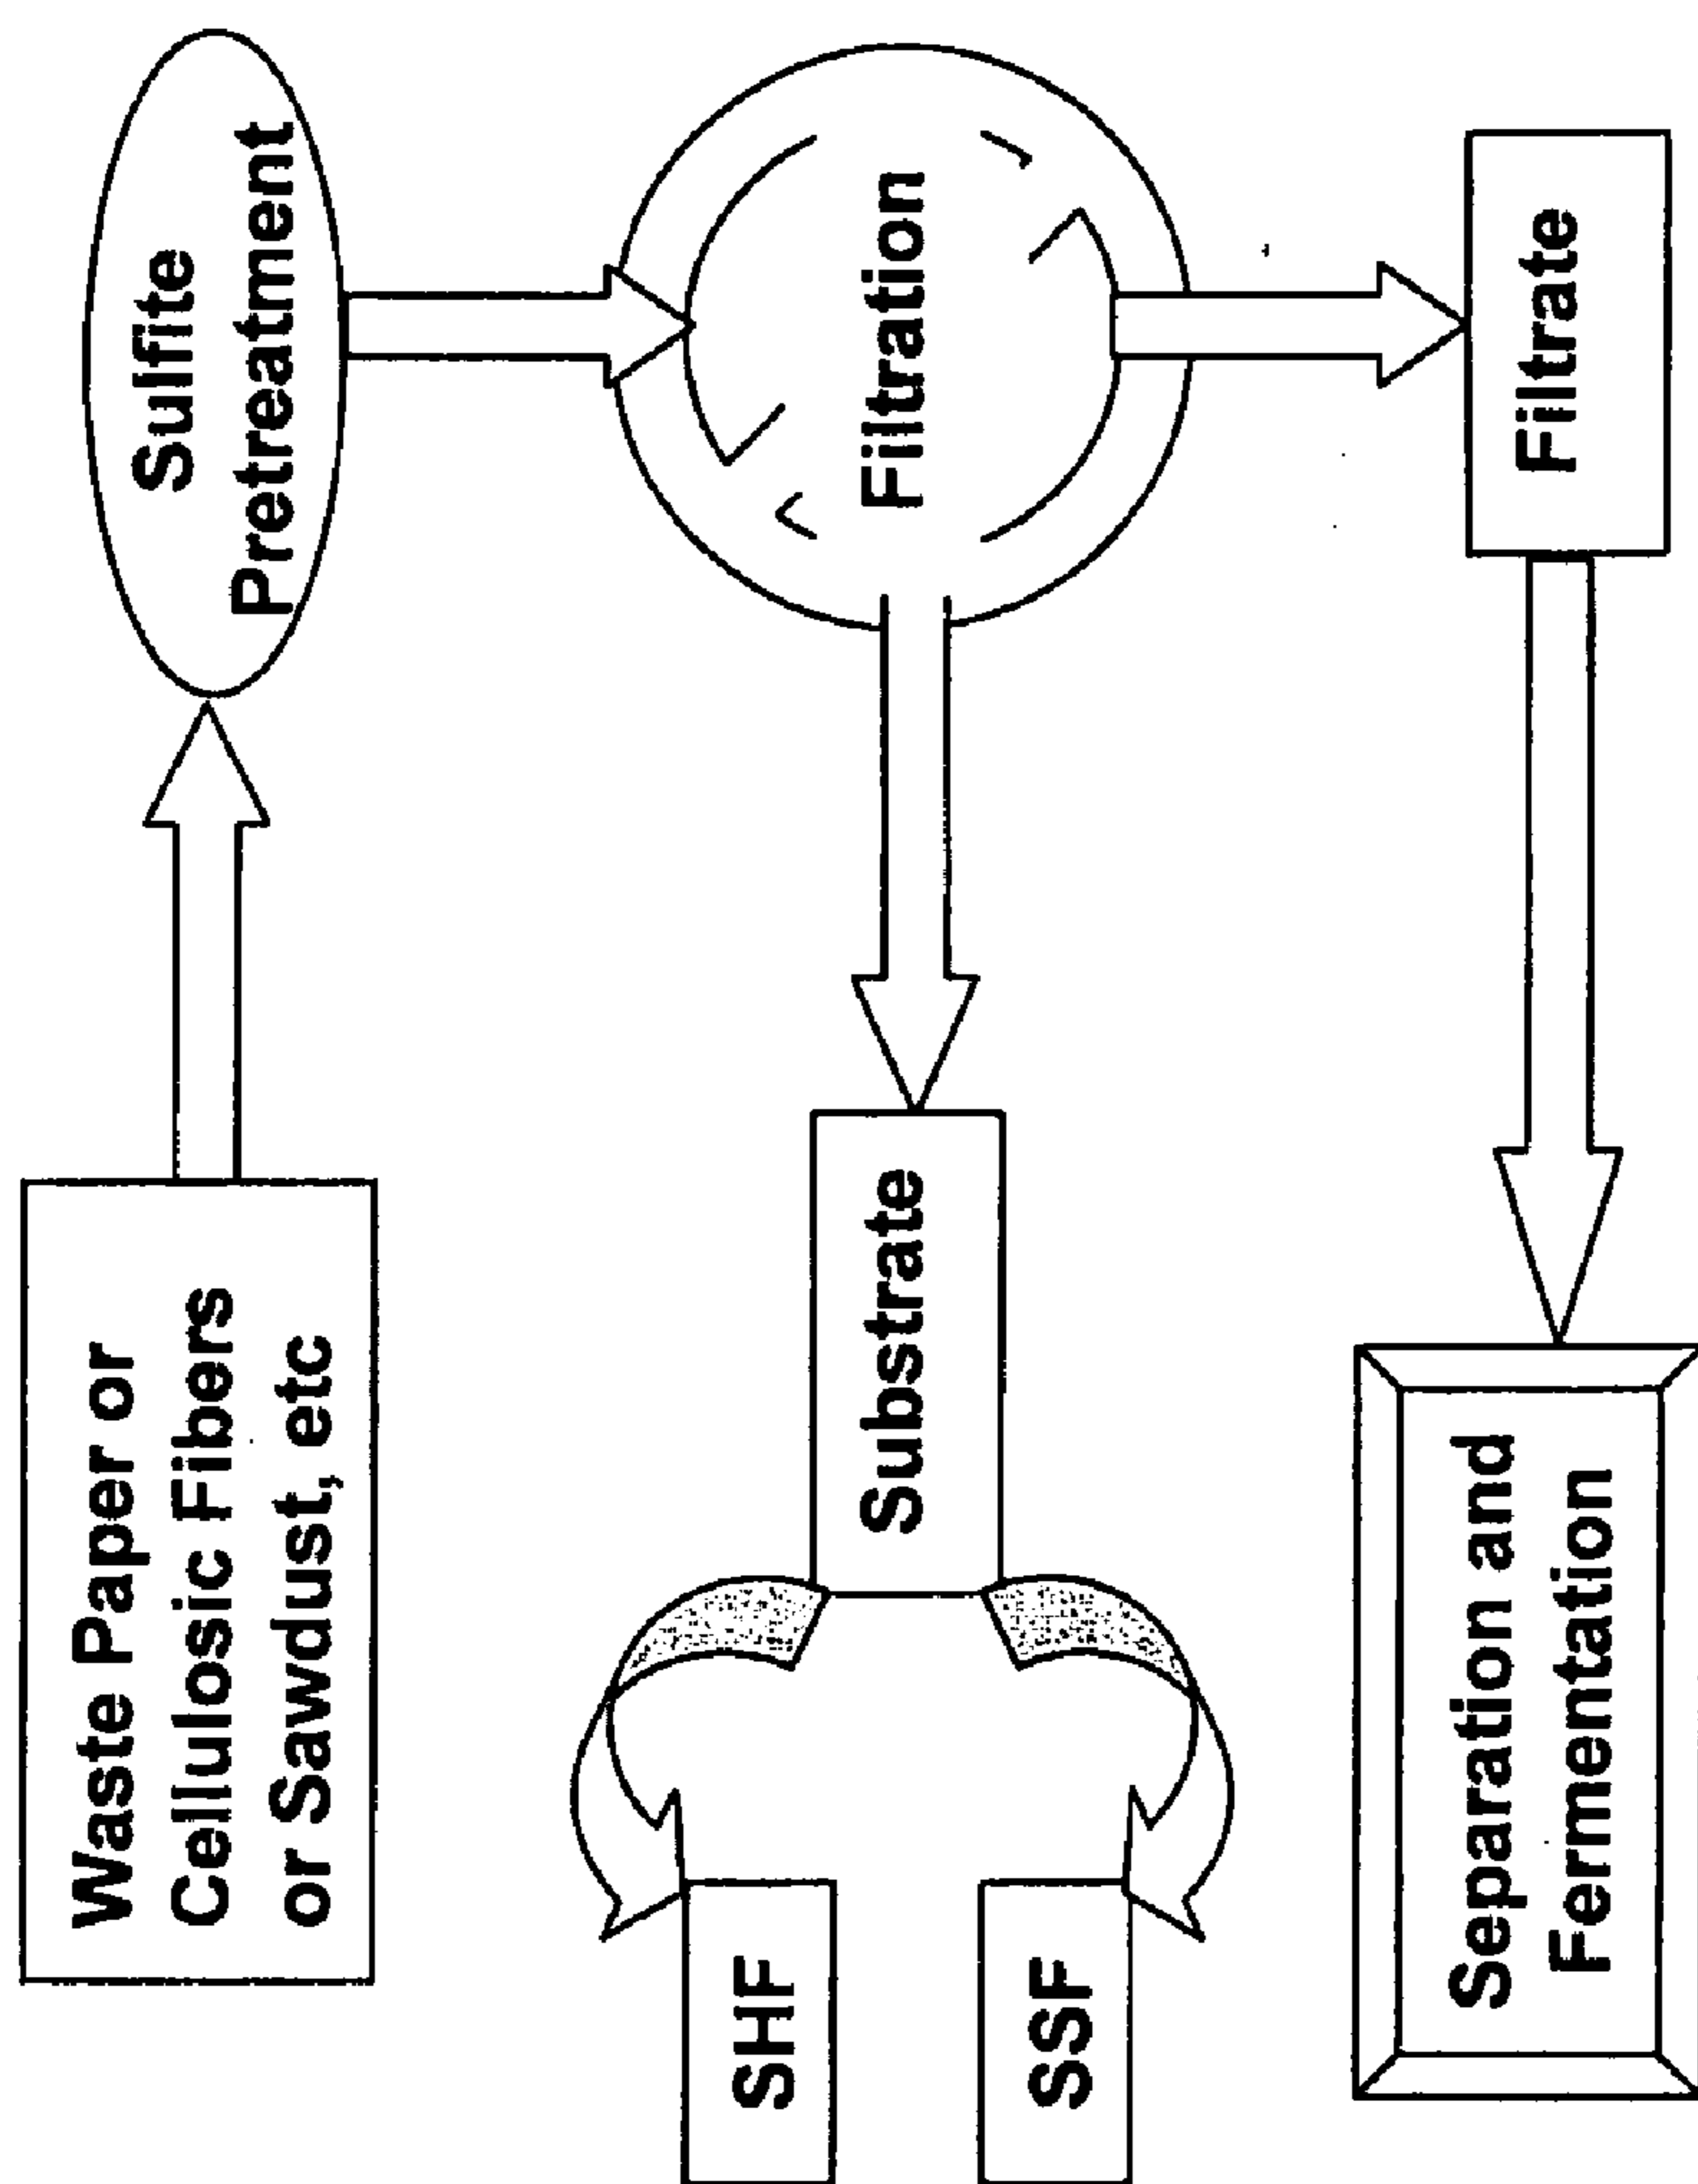 Waste Paper or
Cellulosic Fibers
or Sawdust, etc
Sulfite
Pretreatment
Filtration
Substrate
SHF
SSF
Filtrate
Separation and
Fermentation